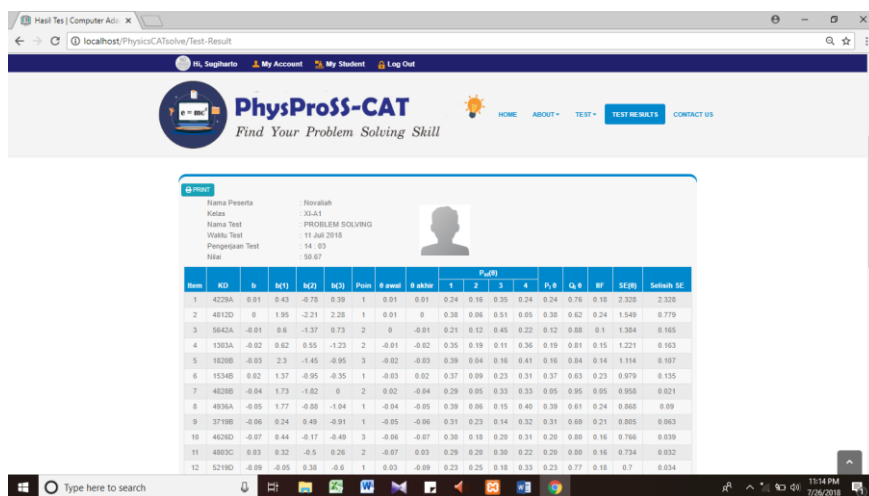 Hasil Tes | Computer Ada
localhost/PhysicsCATsolve/Test-Result
Hi, Sugiharto My Account My Student Log Out
e = mc²
PhysProSS-CAT
Find Your Problem Solving Skill
HOME ABOUT TEST TEST RESULTS CONTACT US
PRINT
Nama Peserta : Novaliah
Kelas : XI-A1
Nama Test : PROBLEM SOLVING
Waktu Test : 11 Juli 2018
Pengerjaan Test : 14 : 03
Nilai : 50.67
Item KD b b(1) b(2) b(3) Poin θ awal θ akhir 1 2 3 4 Pi θ Qi θ IIF SE(θ) Selisih SE
1 4229A 0.01 0.43 -0.78 0.39 1 0.01 0.01 0.24 0.16 0.35 0.24 0.24 0.76 0.18 2.328 2.328
2 4812D 0 1.95 -2.21 2.28 1 0.01 0 0.38 0.06 0.51 0.05 0.38 0.62 0.24 1.549 0.779
3 5642A -0.01 0.6 -1.37 0.73 2 0 -0.01 0.21 0.12 0.45 0.22 0.12 0.88 0.1 1.384 0.165
4 1383A -0.02 0.62 0.55 -1.23 2 -0.01 -0.02 0.35 0.19 0.11 0.36 0.19 0.81 0.15 1.221 0.163
5 1820B -0.03 2.3 -1.45 -0.95 3 -0.02 -0.03 0.39 0.04 0.16 0.41 0.16 0.84 0.14 1.114 0.107
6 1534B 0.02 1.37 -0.95 -0.35 1 -0.03 0.02 0.37 0.09 0.23 0.31 0.37 0.63 0.23 0.979 0.135
7 4828B -0.04 1.73 -1.82 0 2 0.02 -0.04 0.29 0.05 0.33 0.33 0.05 0.95 0.05 0.958 0.021
8 4936A -0.05 1.77 -0.88 -1.04 1 -0.04 -0.05 0.39 0.06 0.15 0.40 0.39 0.61 0.24 0.868 0.09
9 3719B -0.06 0.24 0.49 -0.91 1 -0.05 -0.06 0.31 0.23 0.14 0.32 0.31 0.69 0.21 0.805 0.063
10 4626D -0.07 0.44 -0.17 -0.49 3 -0.06 -0.07 0.30 0.18 0.20 0.31 0.20 0.80 0.16 0.766 0.039
11 4803C 0.03 0.32 -0.5 0.26 2 -0.07 0.03 0.29 0.20 0.30 0.22 0.20 0.80 0.16 0.734 0.032
12 5219D -0.09 -0.05 0.38 -0.6 1 0.03 -0.09 0.23 0.25 0.18 0.33 0.23 0.77 0.18 0.7 0.034
Type here to search
11:14 PM
7/26/2018